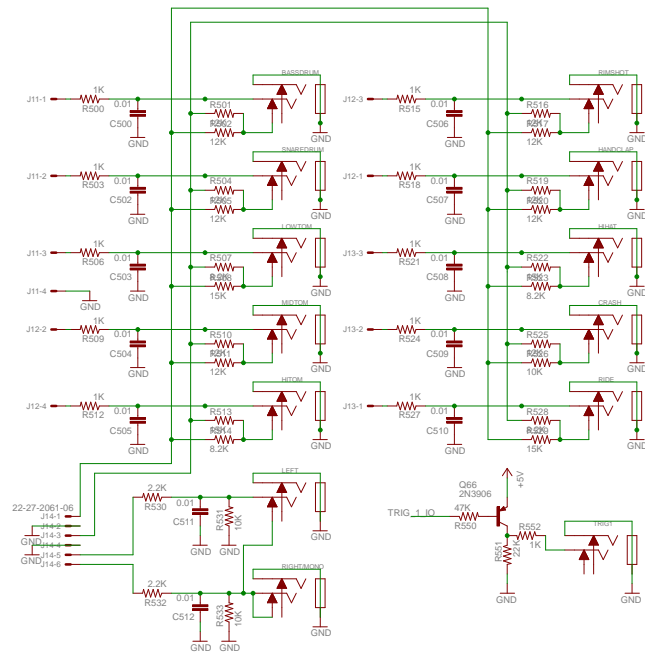 BASSDRUM
RIMSHOT
J11-1 1K R500 0.01 C500 GND R501 12K 12K GND
J12-3 1K R515 0.01 C506 GND R516 12K GND
SNAREDRUM
HANDCLAP
J11-2 1K R503 0.01 C502 GND R504 12K GND
J12-1 1K R518 0.01 C507 GND R519 12K GND
LOWTOM
HIHAT
J11-3 1K R506 0.01 C503 GND R507 8.2K 15K GND
J13-3 1K R521 0.01 C508 GND R522 8.2K GND
J11-4 GND
MIDTOM
CRASH
J12-2 1K R509 0.01 C504 GND R510 12K GND
J13-2 1K R524 0.01 C509 GND R525 10K GND
HITOM
RIDE
J12-4 1K R512 0.01 C505 GND R513 8.2K GND
J13-1 1K R527 0.01 C510 GND R528 15K GND
LEFT
22-27-2061-06
J14-1
J14-2
J14-3
J14-5
J14-6
GND
GND
2.2K R530 0.01 C511 GND R531 10K GND GND
RIGHT/MONO
2.2K R532 0.01 C512 GND R533 10K GND GND
Q66
2N3906
+5V
TRIG_1_IO 47K R550
R551 22K GND
R552 1K
TRIG1
GND